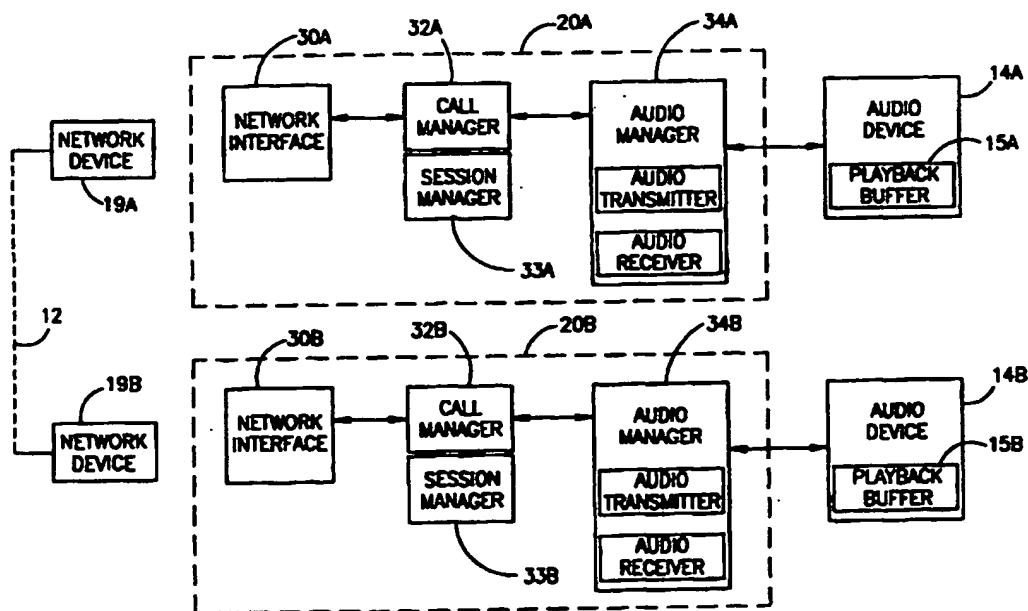 30A
32A
20A
34A
14A
NETWORK
DEVICE
19A
NETWORK
INTERFACE
CALL
MANAGER
SESSION
MANAGER
33A
AUDIO
MANAGER
AUDIO
TRANSMITTER
AUDIO
RECEIVER
AUDIO
DEVICE
15A
PLAYBACK
BUFFER
12
30B
32B
20B
34B
14B
19B
NETWORK
DEVICE
NETWORK
INTERFACE
CALL
MANAGER
SESSION
MANAGER
33B
AUDIO
MANAGER
AUDIO
TRANSMITTER
AUDIO
RECEIVER
AUDIO
DEVICE
15B
PLAYBACK
BUFFER